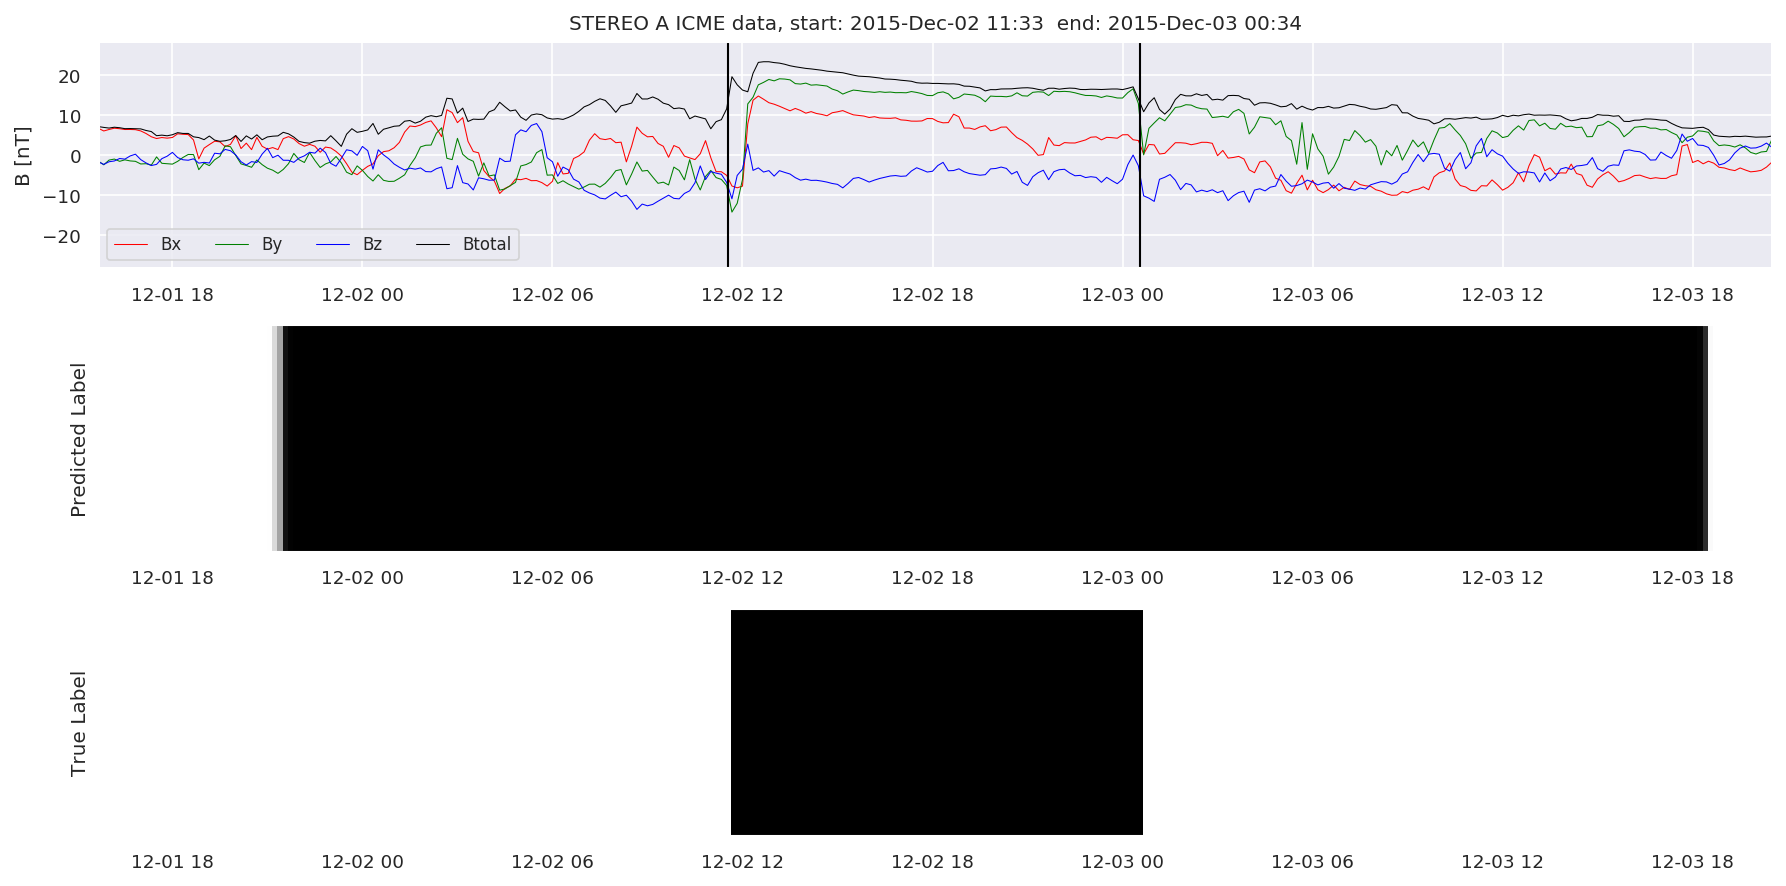 STEREO A ICME data, start: 2015-Dec-02 11:33  end: 2015-Dec-03 00:34
B [nT]
20
10
0
−10
−20
Bx By Bz Btotal
12-01 18 12-02 00 12-02 06 12-02 12 12-02 18 12-03 00 12-03 06 12-03 12 12-03 18
Predicted Label
12-01 18 12-02 00 12-02 06 12-02 12 12-02 18 12-03 00 12-03 06 12-03 12 12-03 18
True Label
12-01 18 12-02 00 12-02 06 12-02 12 12-02 18 12-03 00 12-03 06 12-03 12 12-03 18